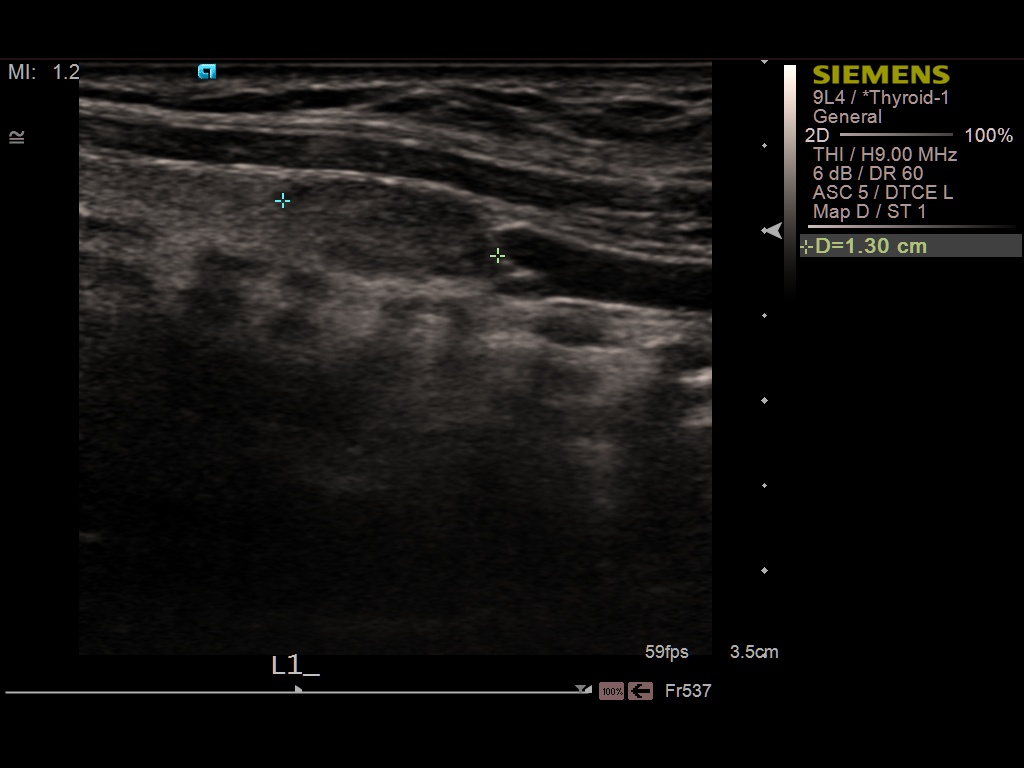 MI: 1.2
SIEMENS
9L4 / *Thyroid-1
General
2D 100%
THI / H9.00 MHz
6 dB / DR 60
ASC 5 / DTCE L
Map D / ST 1
D=1.30 cm
59fps 3.5cm
L1_
100% Fr537